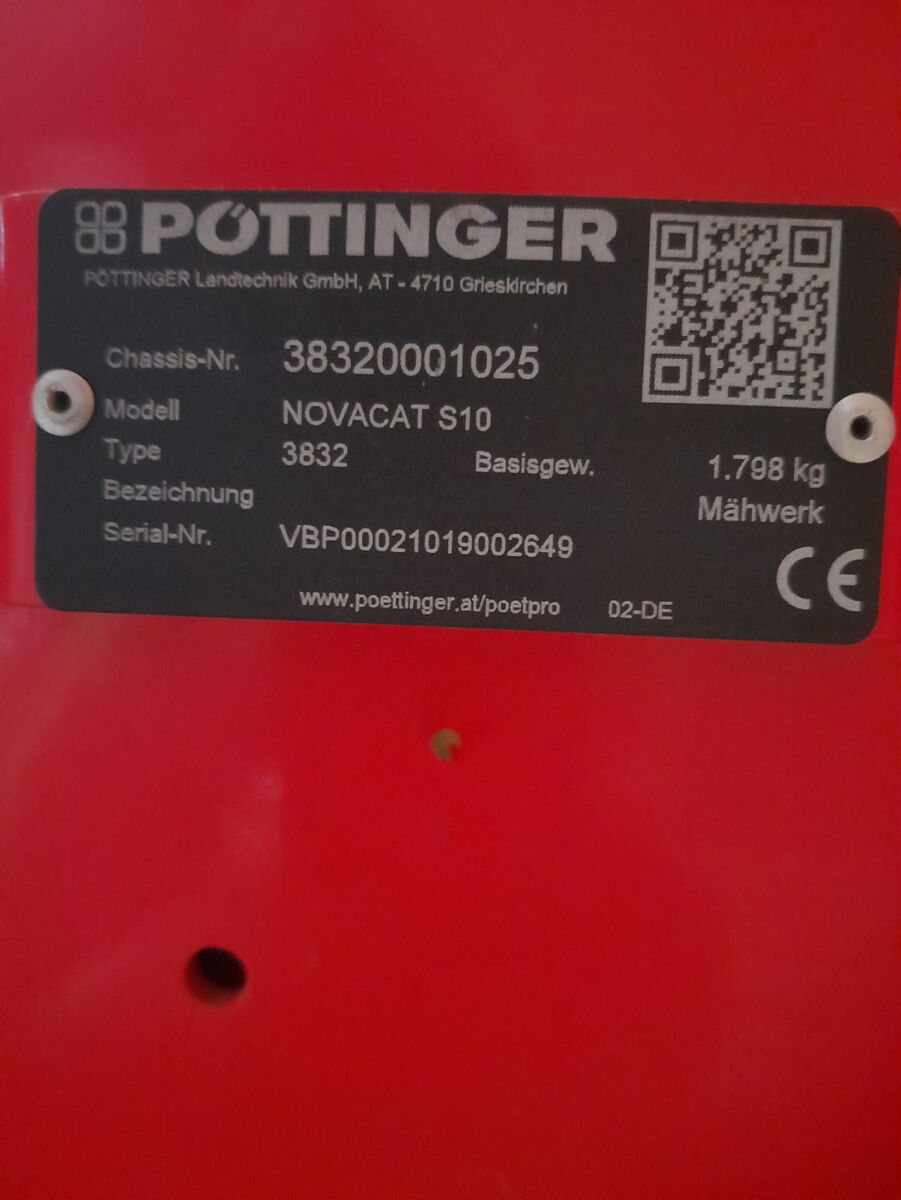 PÖTTINGER
PÖTTINGER Landtechnik GmbH, AT - 4710 Grieskirchen
Chassis-Nr. 38320001025
Modell NOVACAT S10
Type 3832 Basisgew. 1.798 kg
Bezeichnung Mähwerk
Serial-Nr. VBP00021019002649
www.poettinger.at/poetpro 02-DE
CE